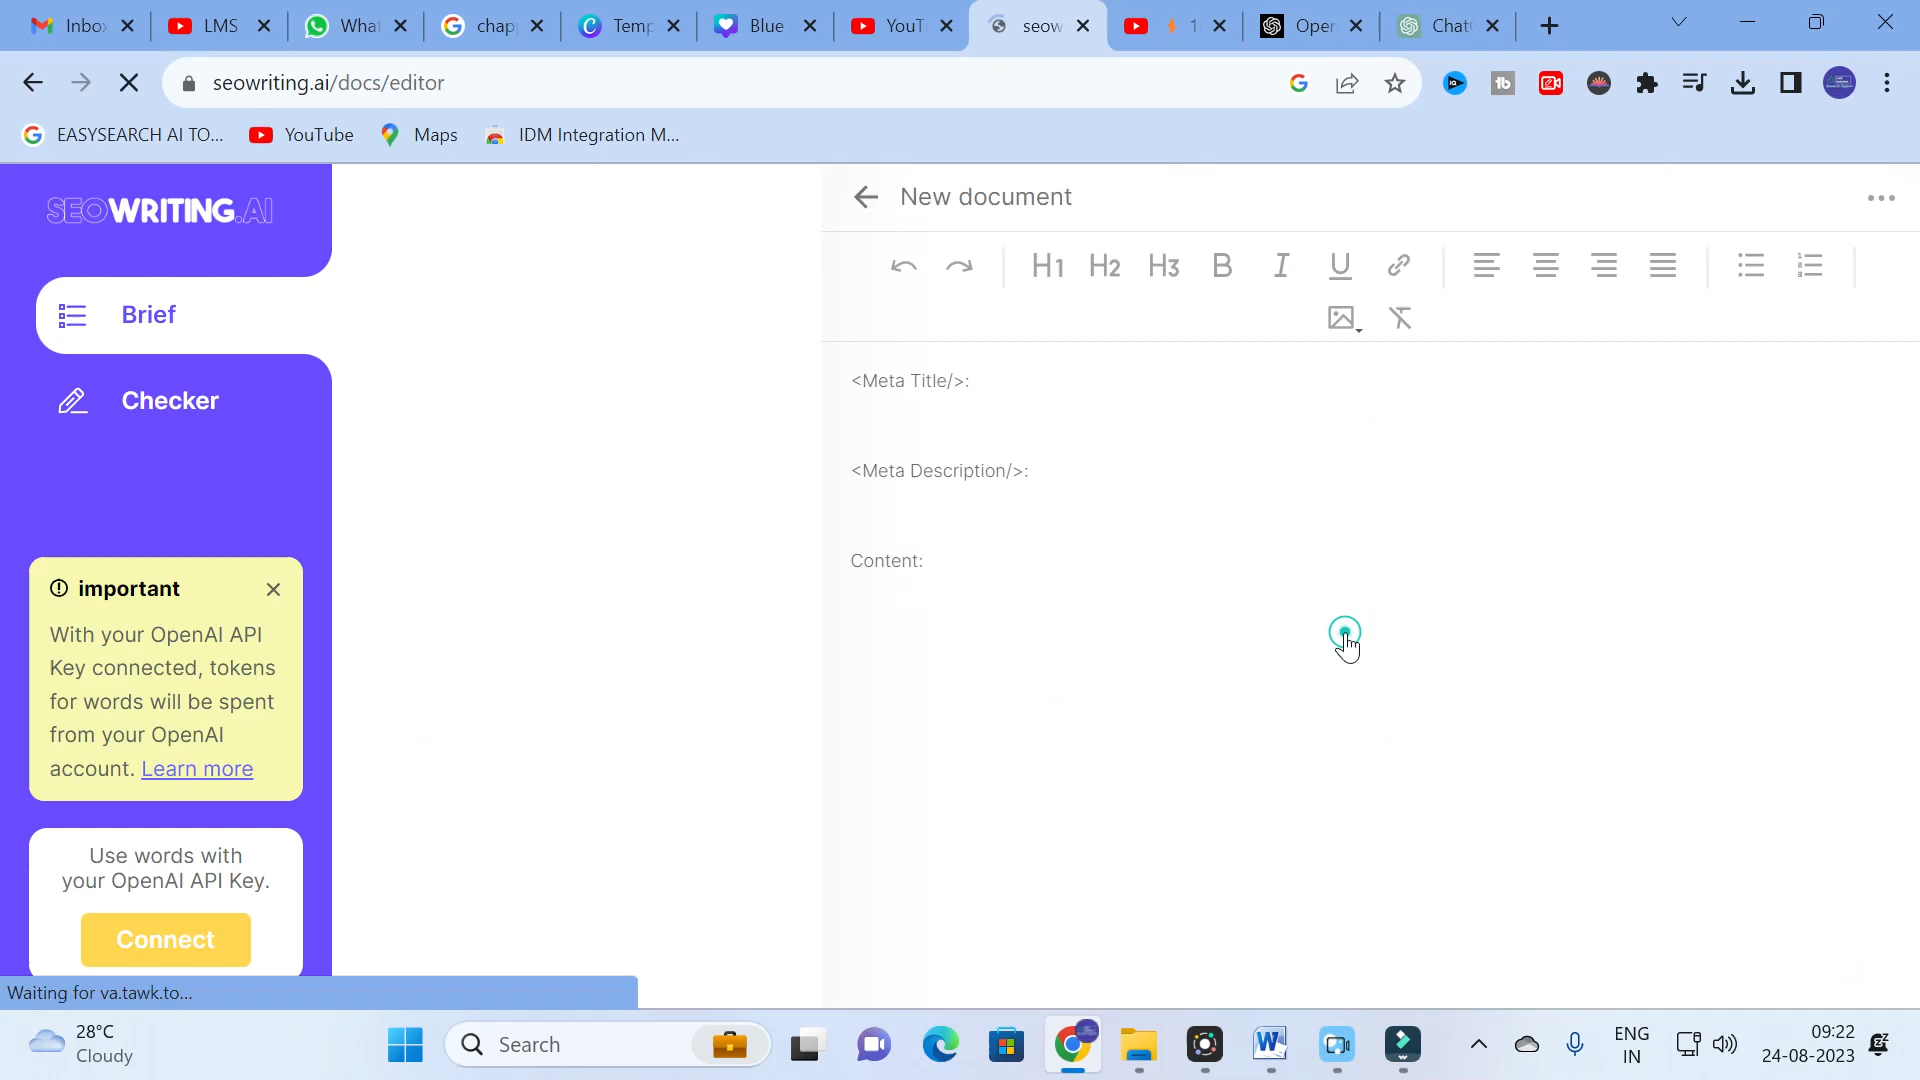 Inbo
LMS
What
chap
Temp
Blue
YouT
seow
1
Open
Chat
seowriting.ai/docs/editor
EASYSEARCH AI TO...
YouTube
Maps
IDM Integration M...
SEOWRITING.AI
New document
H1 H2 H3 B I U
Brief
Checker
<Meta Title/>:
<Meta Description/>:
Content:
important
With your OpenAI API
Key connected, tokens
for words will be spent
from your OpenAI
account. Learn more
Use words with
your OpenAI API Key.
Connect
Waiting for va.tawk.to...
28°C
Cloudy
Search
ENG
IN
09:22
24-08-2023